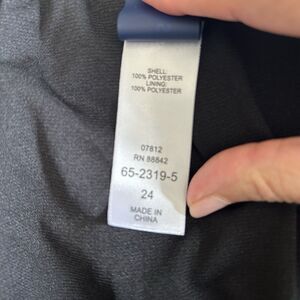 SHELL:
100% POLYESTER
LINING:
100% POLYESTER
07812
RN 88842
65-2319-5
24
MADE IN
CHINA